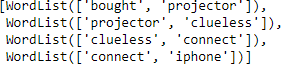 [WordList(['bought', 'projector']),
WordList(['projector', 'clueless']),
WordList(['clueless', 'connect']),
WordList(['connect', 'iphone'])]